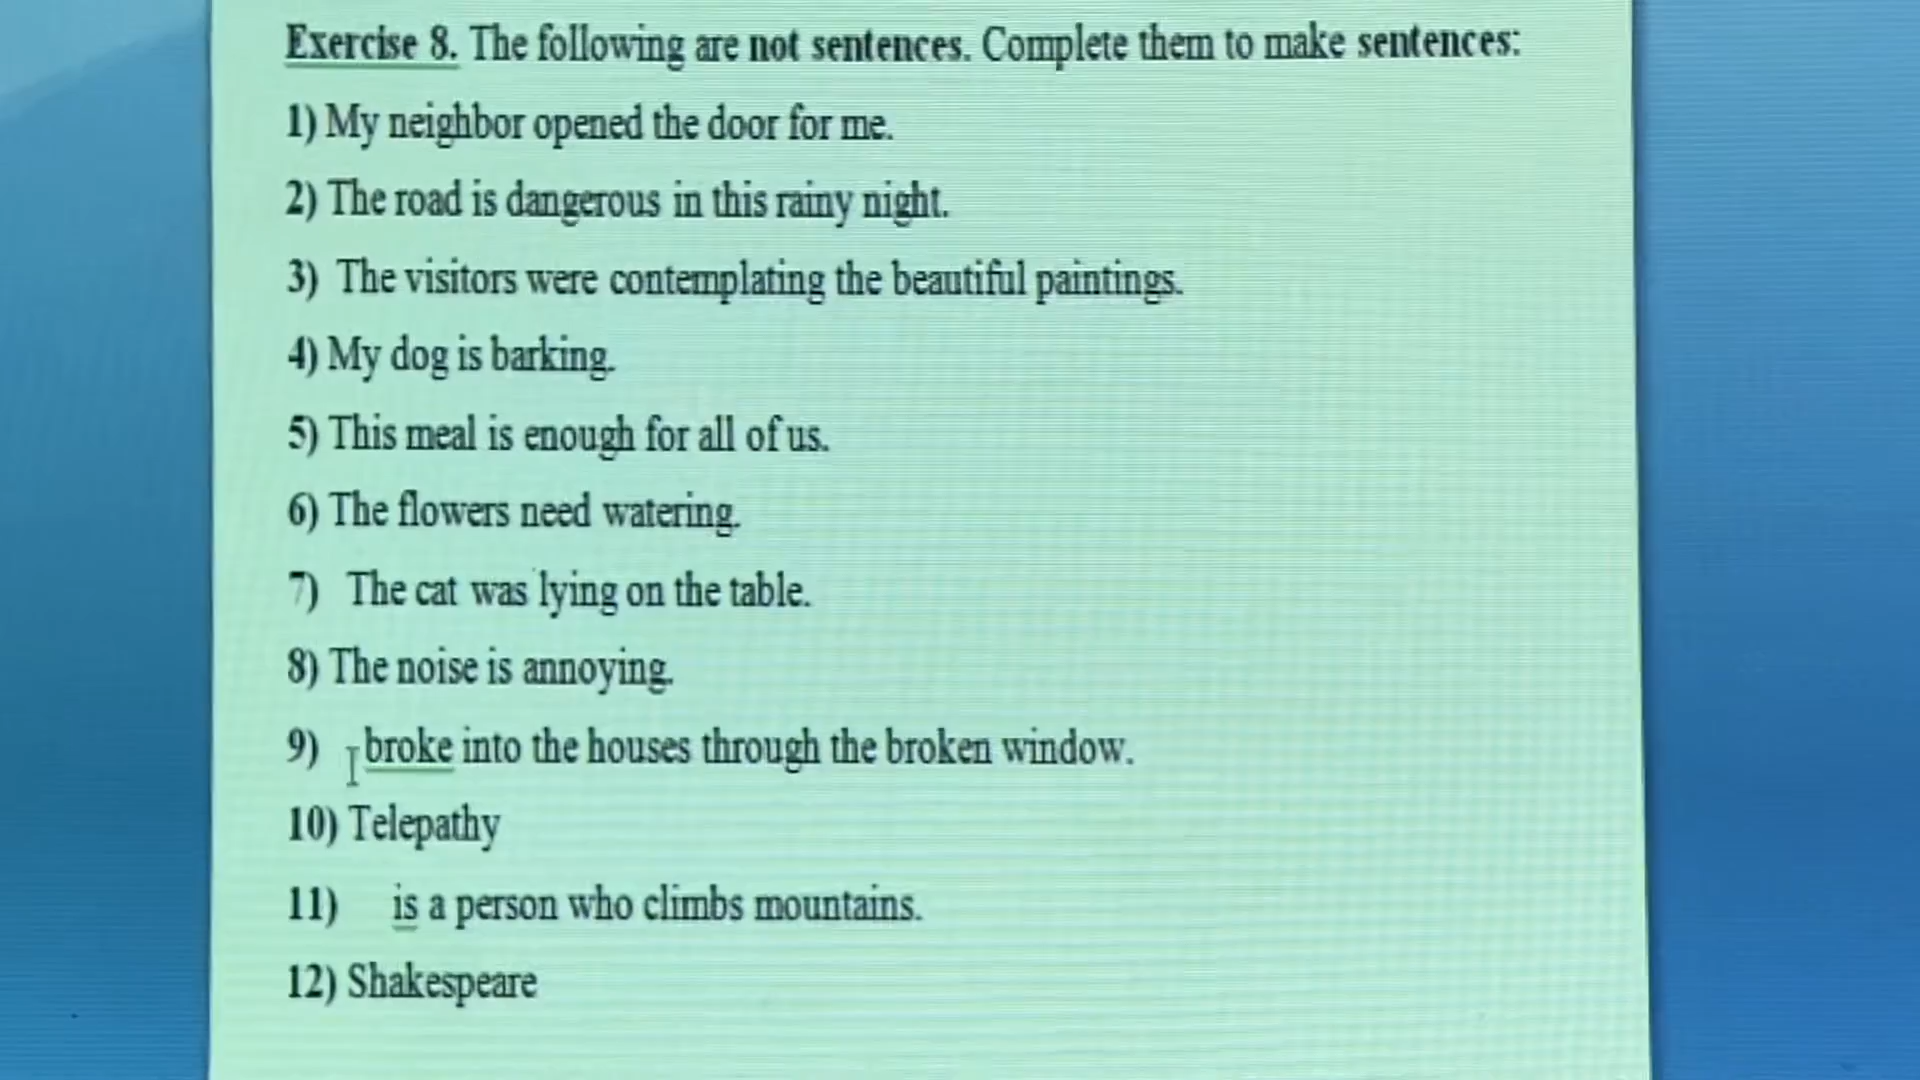 Exercise 8. The following are not sentences. Complete them to make sentences:
1) My neighbor opened the door for me.
2) The road is dangerous in this rainy night.
3) The visitors were contemplating the beautiful paintings.
4) My dog is barking.
5) This meal is enough for all of us.
6) The flowers need watering.
7) The cat was lying on the table.
8) The noise is annoying.
9) broke into the houses through the broken window.
10) Telepathy
11) is a person who climbs mountains.
12) Shakespeare